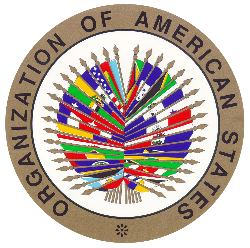 ORGANIZATION OF AMERICAN STATES